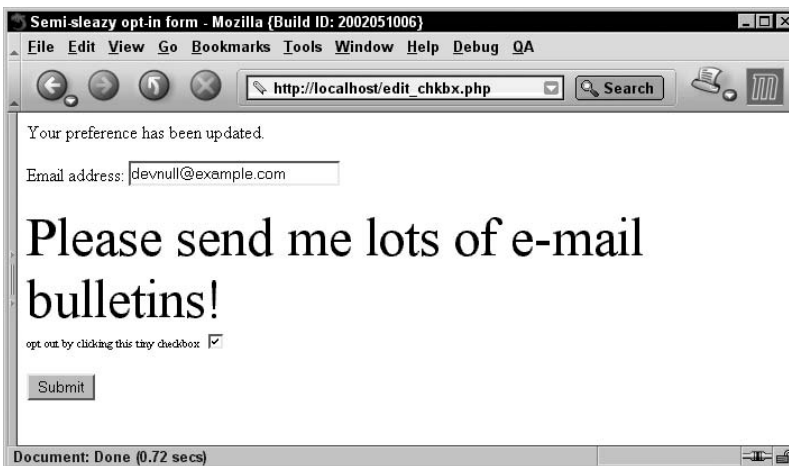 Semi-sleazy opt-in form - Mozilla {Build ID: 2002051006}
File Edit View Go Bookmarks Tools Window Help Debug QA
http://localhost/edit_chkbx.php Search
Your preference has been updated.
Email address: devnull@example.com
Please send me lots of e-mail
bulletins!
opt out by clicking this tiny checkbox
Submit
Document: Done (0.72 secs)